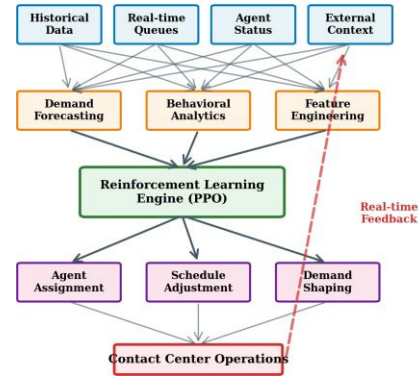 Historical
Data
Real-time
Queues
Agent
Status
External
Context
Demand
Forecasting
Behavioral
Analytics
Feature
Engineering
Reinforcement Learning
Engine (PPO)
Real-time
Feedback
Agent
Assignment
Schedule
Adjustment
Demand
Shaping
Contact Center Operations